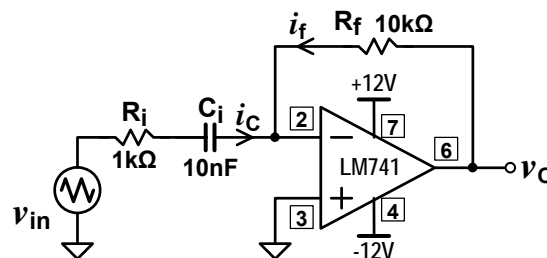 i_f
R_f 10kΩ
+12V
R_i
C_i
i_C
2
7
1kΩ
10nF
LM741
6
v_O
v_in
3
4
-12V